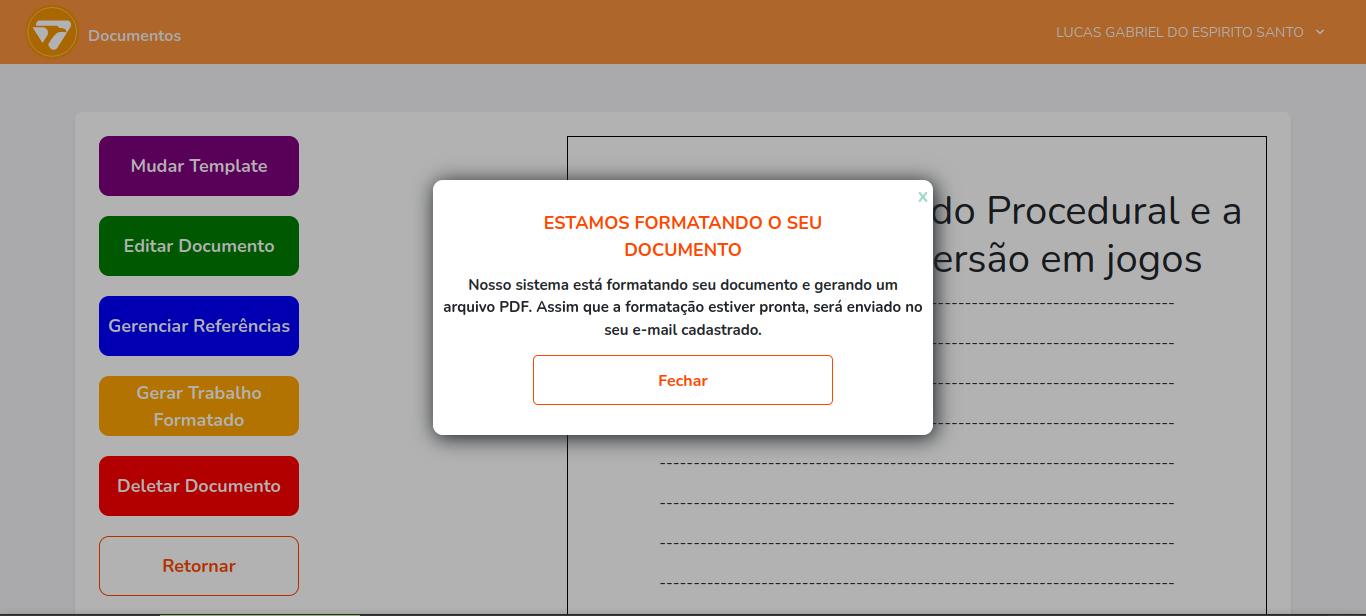 Documentos
LUCAS GABRIEL DO ESPIRITO SANTO
Mudar Template
Editar Documento
Gerenciar Referências
Gerar Trabalho
Formatado
Deletar Documento
Retornar
do Procedural e a
ersão em jogos
X
ESTAMOS FORMATANDO O SEU
DOCUMENTO
Nosso sistema está formatando seu documento e gerando um
arquivo PDF. Assim que a formatação estiver pronta, será enviado no
seu e-mail cadastrado.
Fechar